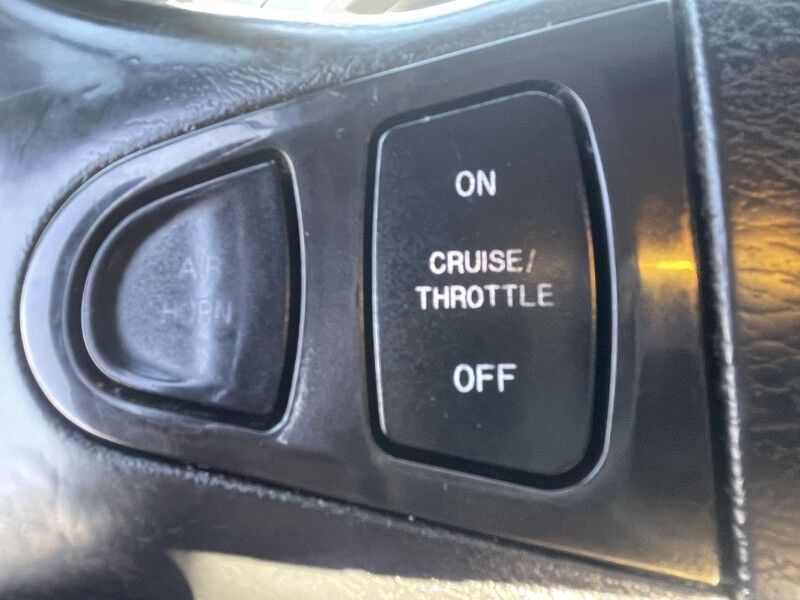 AIR
HORN
ON
CRUISE/
THROTTLE
OFF